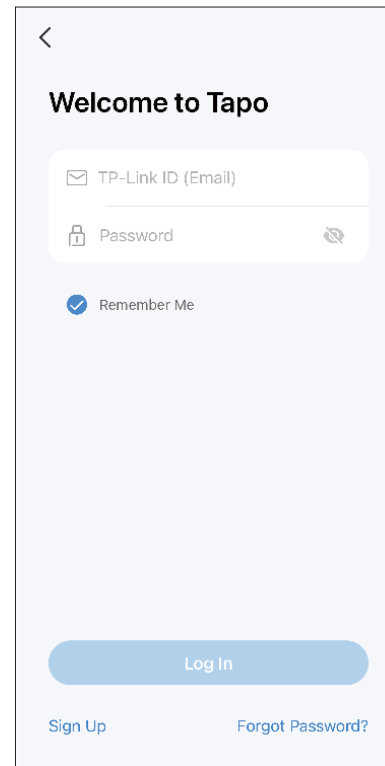 Welcome to Tapo
TP-Link ID (Email)
Password
Remember Me
Log In
Sign Up Forgot Password?